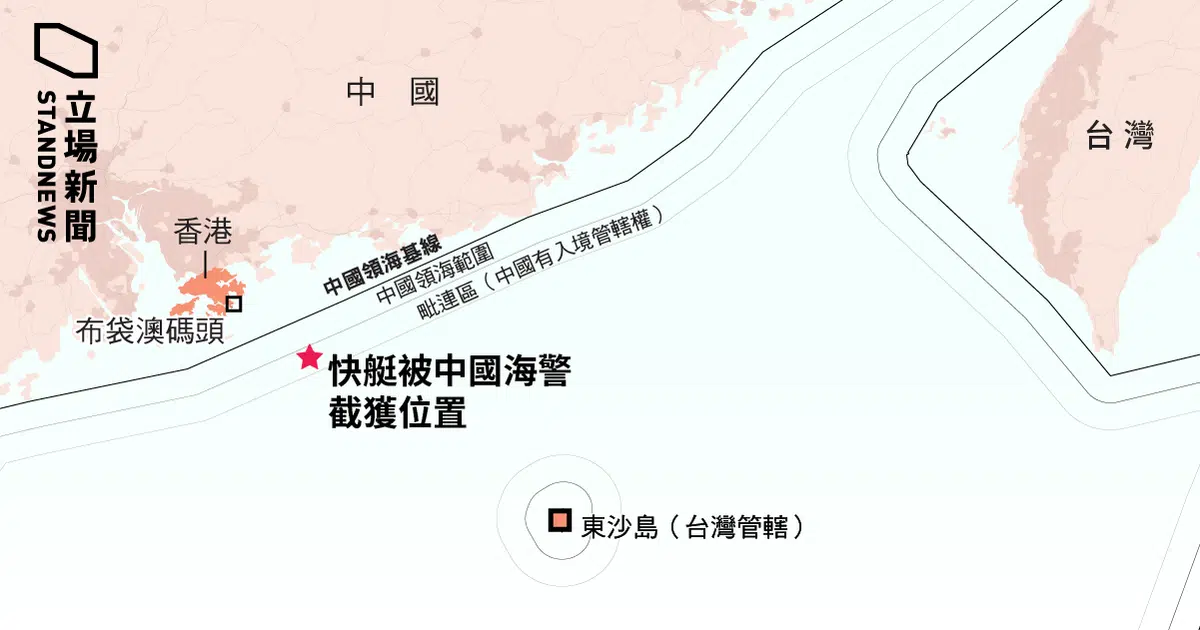 立場新聞
STANDNEWS
中國
台灣
香港
布袋澳碼頭
中國領海基線
中國領海範圍
毗連區（中國有入境管轄權）
快艇被中國海警
截獲位置
東沙島（台灣管轄）